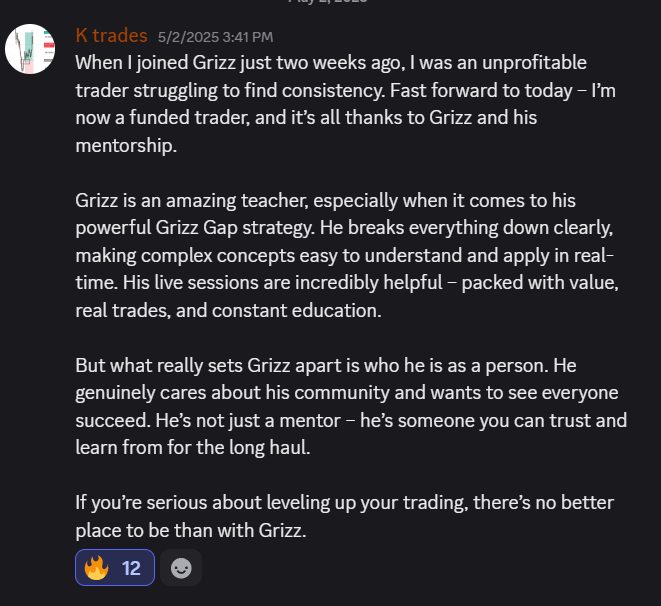 K trades 5/2/2025 3:41 PM
When I joined Grizz just two weeks ago, I was an unprofitable
trader struggling to find consistency. Fast forward to today – I’m
now a funded trader, and it’s all thanks to Grizz and his
mentorship.
Grizz is an amazing teacher, especially when it comes to his
powerful Grizz Gap strategy. He breaks everything down clearly,
making complex concepts easy to understand and apply in real-
time. His live sessions are incredibly helpful – packed with value,
real trades, and constant education.
But what really sets Grizz apart is who he is as a person. He
genuinely cares about his community and wants to see everyone
succeed. He’s not just a mentor – he’s someone you can trust and
learn from for the long haul.
If you’re serious about leveling up your trading, there’s no better
place to be than with Grizz.
🔥 12